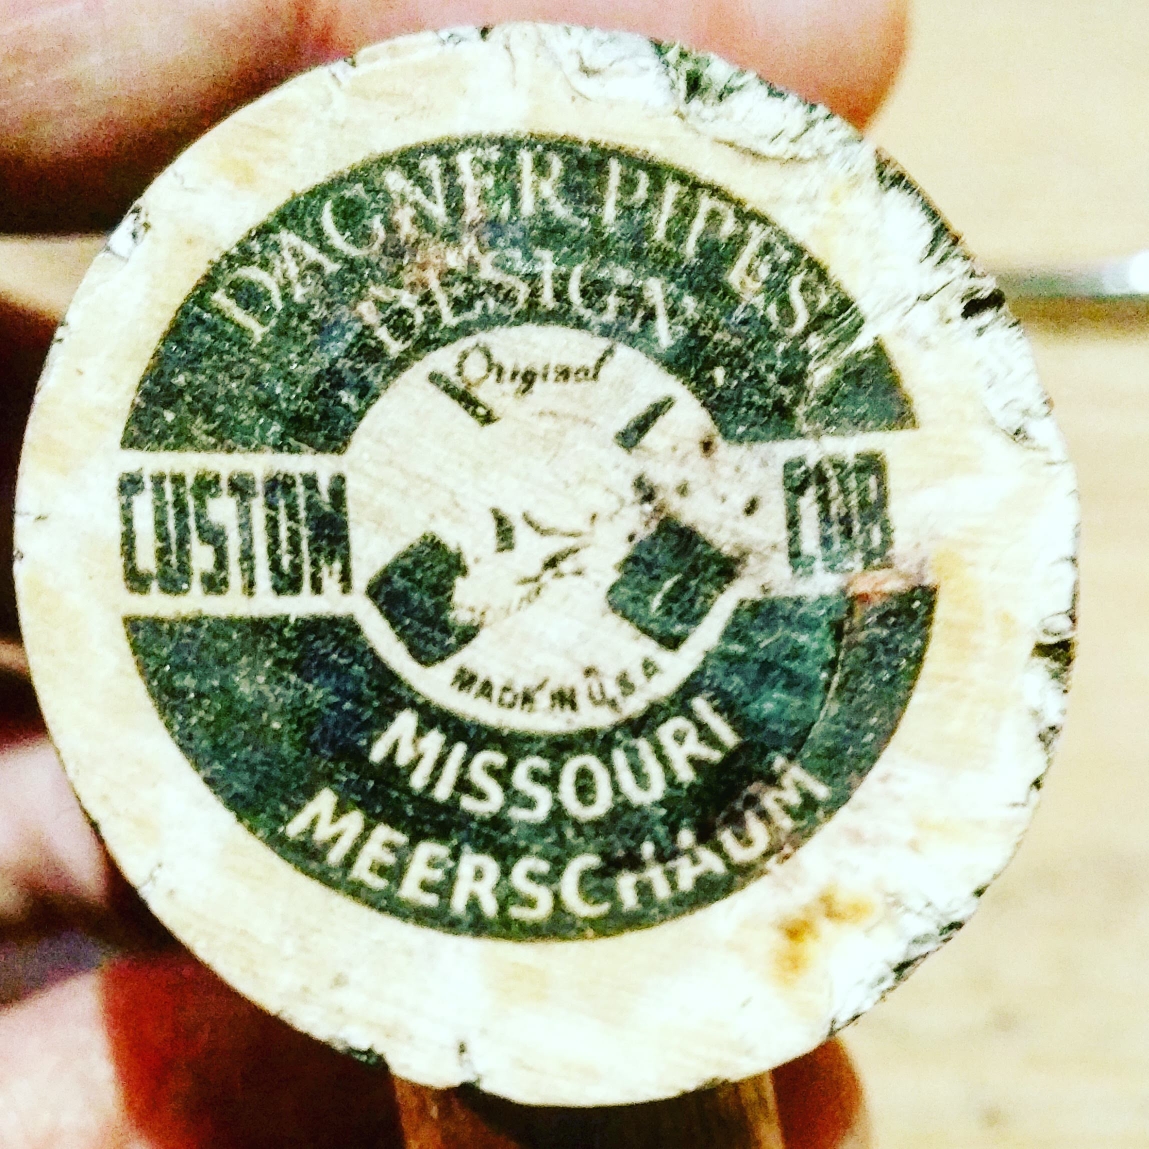 DAGNER PIPES
DESIGN
Original
CUSTOM COB
MADE IN U.S.A
MISSOURI
MEERSCHAUM